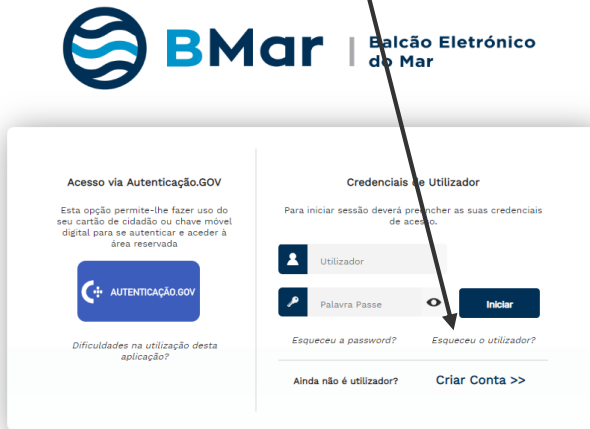 BMar | Balcão Eletrónico
do Mar
Acesso via Autenticação.GOV
Esta opção permite-lhe fazer uso do
seu cartão de cidadão ou chave móvel
digital para se autenticar e aceder à
área reservada
AUTENTICAÇÃO.GOV
Dificuldades na utilização desta
aplicação?
Credenciais de Utilizador
Para iniciar sessão deverá preencher as suas credenciais
de acesso.
Utilizador
Palavra Passe
Iniciar
Esqueceu a password?
Esqueceu o utilizador?
Ainda não é utilizador?
Criar Conta >>